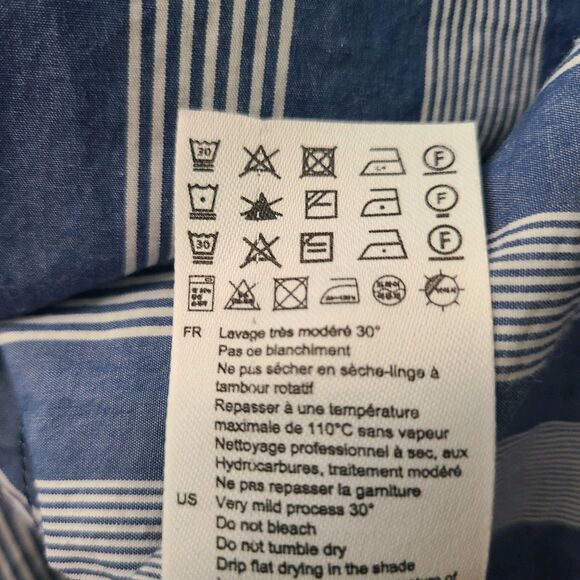 30 F
F
30 F
FR Lavage très modéré 30°
Pas de blanchiment
Ne pas sécher en sèche-linge à
tambour rotatif
Repasser à une température
maximale de 110°C sans vapeur
Nettoyage professionnel à sec, aux
Hydrocarbures, traitement modéré
Ne pas repasser la garniture
US Very mild process 30°
Do not bleach
Do not tumble dry
Drip flat drying in the shade